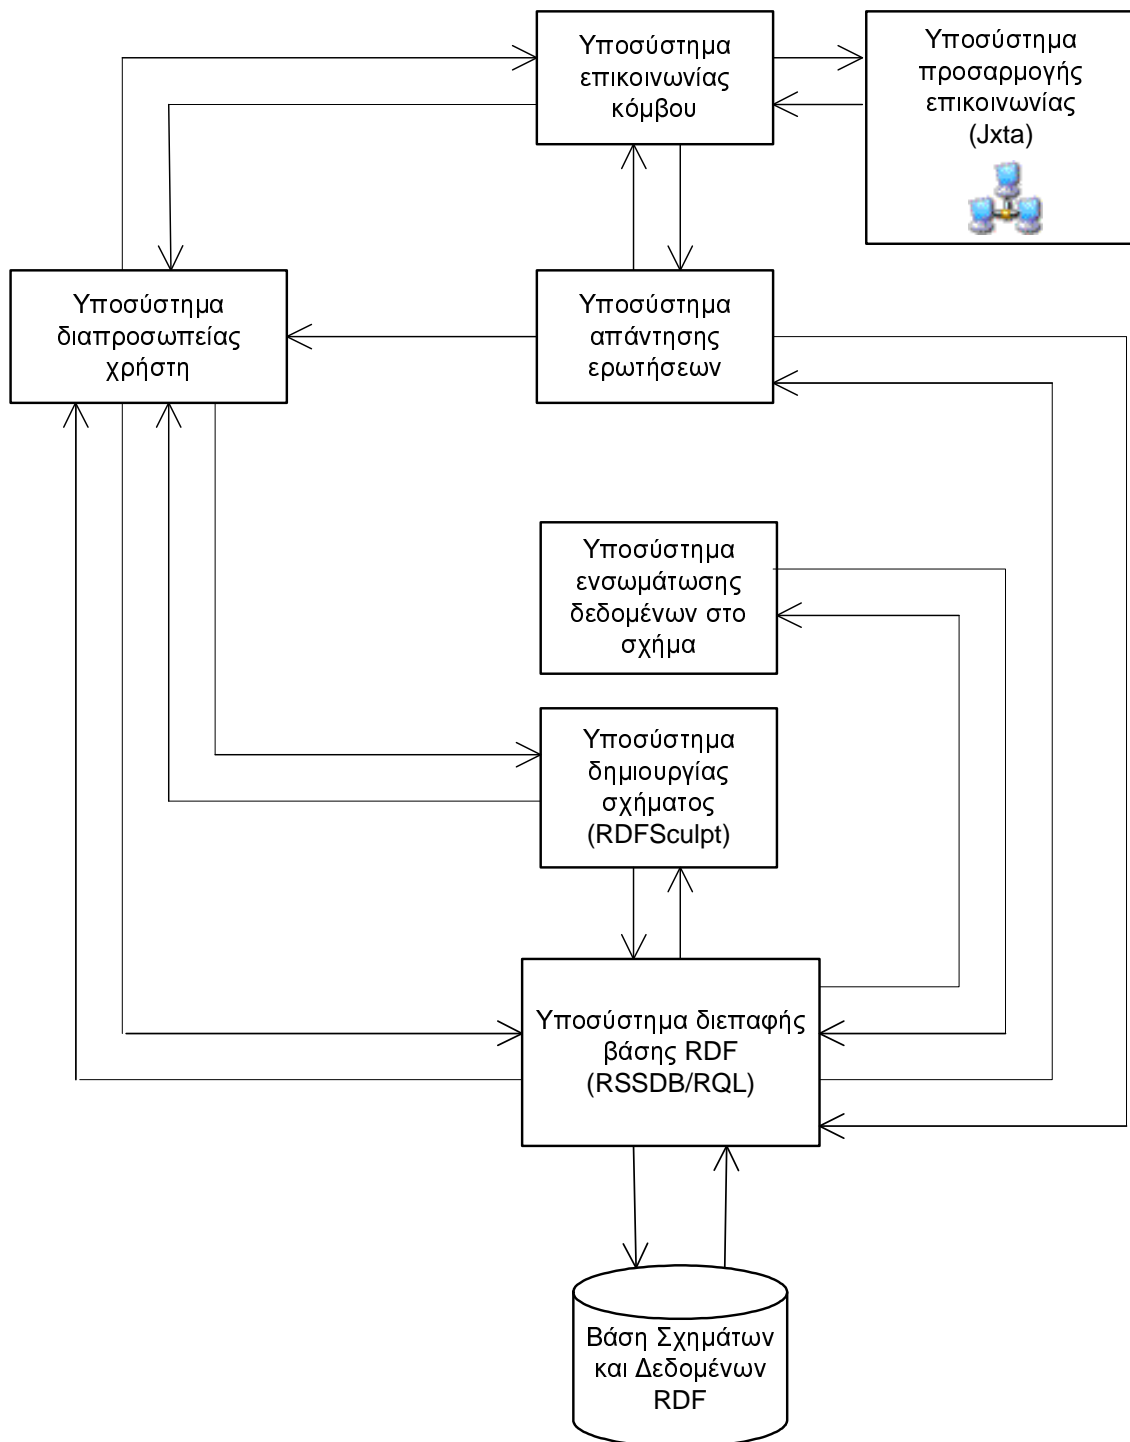 Υποσύστημα
επικοινωνίας
κόμβου
Υποσύστημα
προσαρμογής
επικοινωνίας
(Jxta)
Υποσύστημα
διαπροσωπείας
χρήστη
Υποσύστημα
απάντησης
ερωτήσεων
Υποσύστημα
ενσωμάτωσης
δεδομένων στο
σχήμα
Υποσύστημα
δημιουργίας
σχήματος
(RDFSculpt)
Υποσύστημα διεπαφής
βάσης RDF
(RSSDB/RQL)
Βάση Σχημάτων
και Δεδομένων
RDF